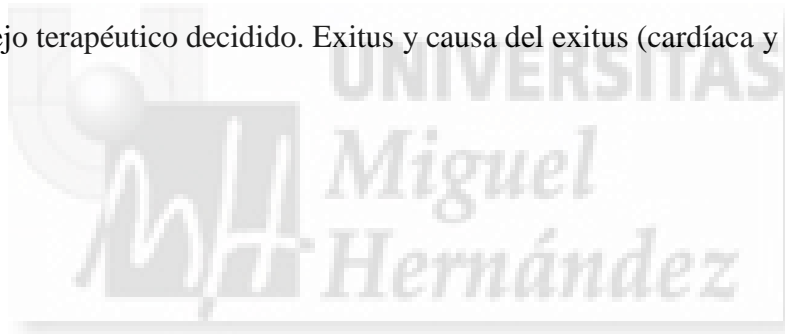 ejo terapéutico decidido. Exitus y causa del exitus (cardíaca y
UNIVERSITAS
Miguel
Hernández